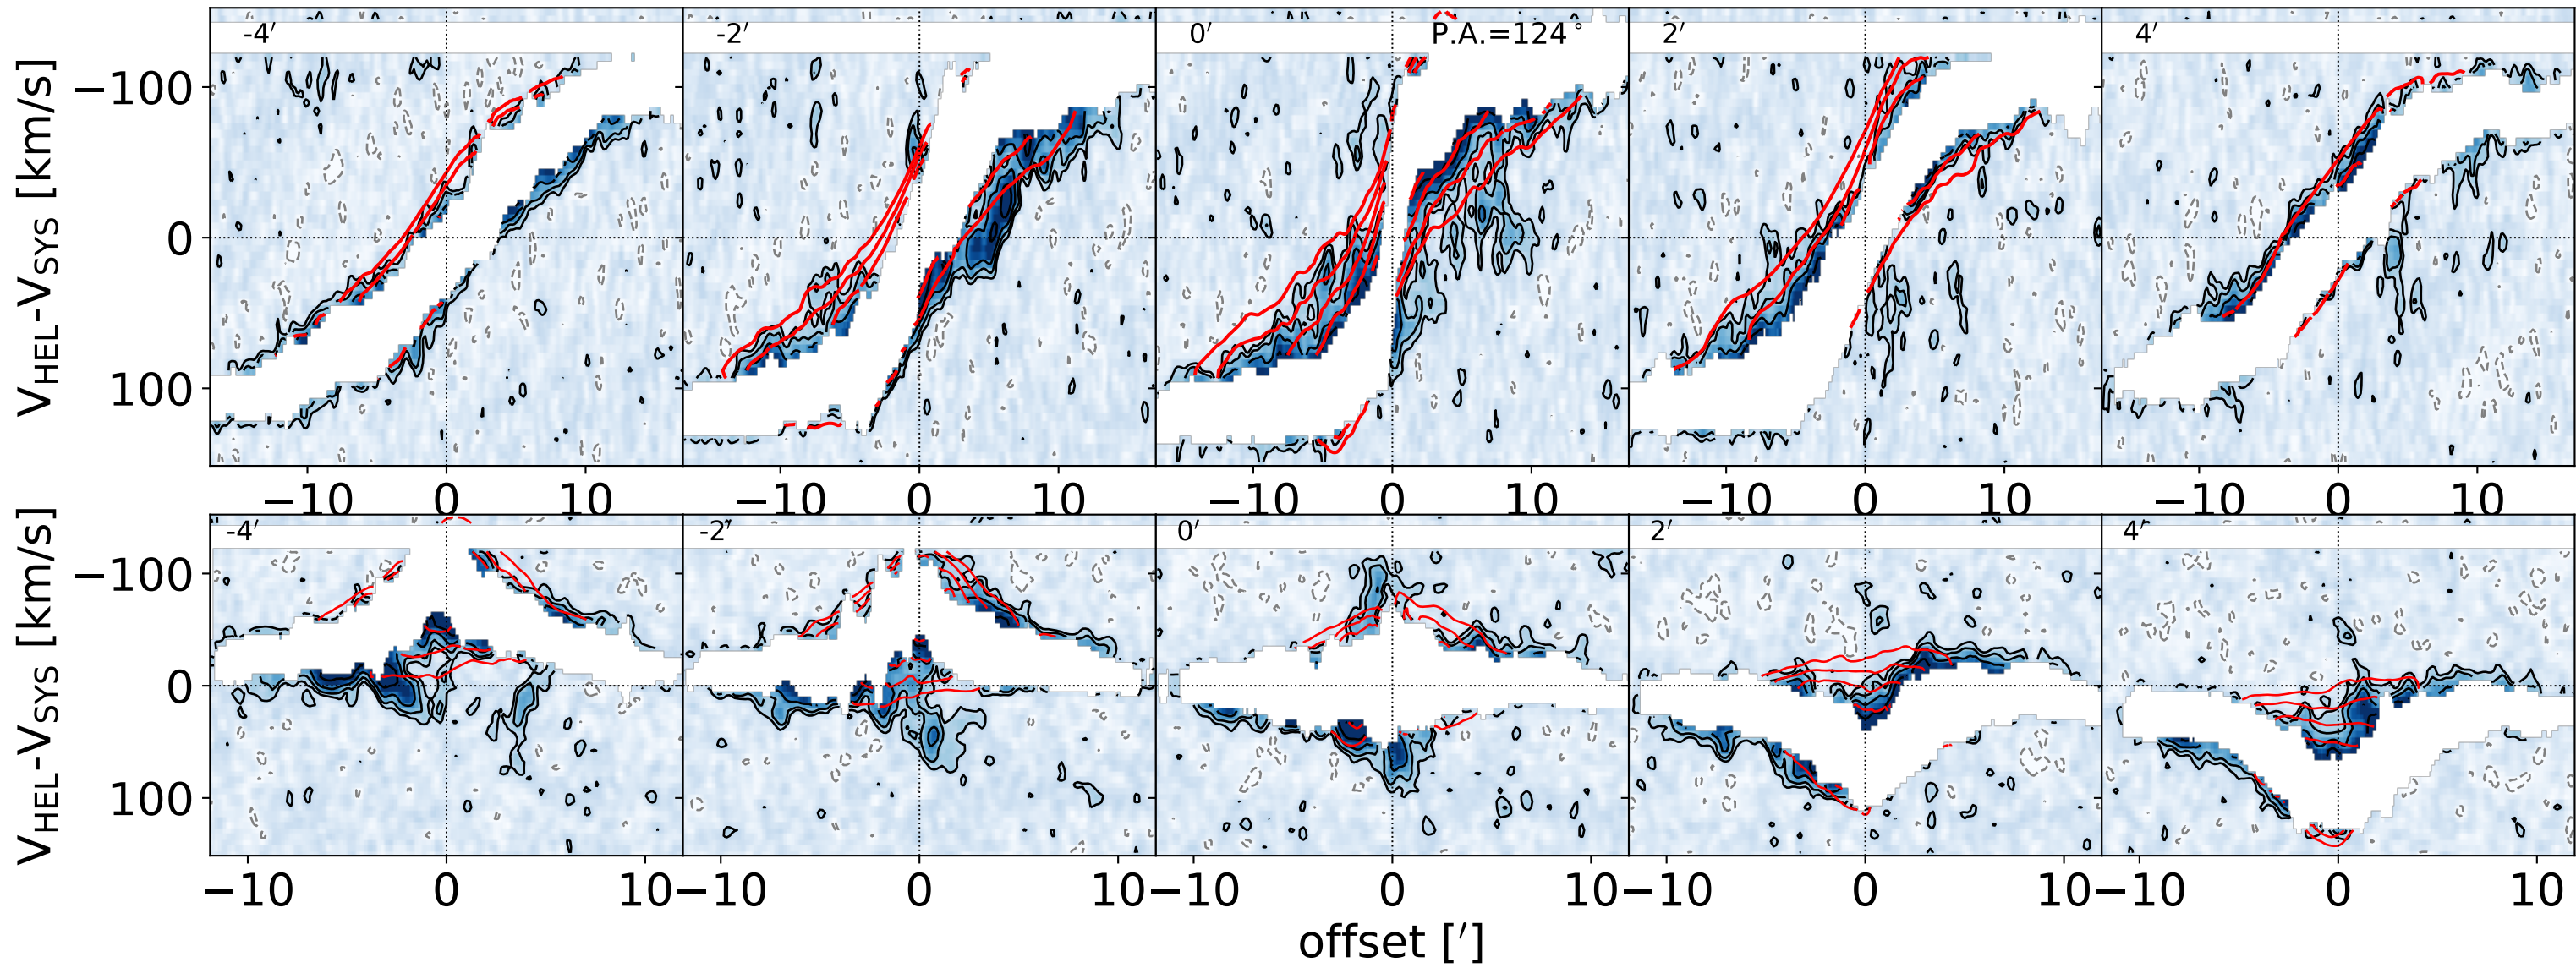 -4′ -2′ 0′ P.A.=124° 2′ 4′
V_HEL-V_SYS [km/s]
−100
0
100
−10 0 10 −10 0 10 −10 0 10 −10 0 10 −10 0 10
-4′ -2′ 0′ 2′ 4′
V_HEL-V_SYS [km/s]
−100
0
100
−10 0 10 −10 0 10 −10 0 10 −10 0 10 −10 0 10
offset [′]